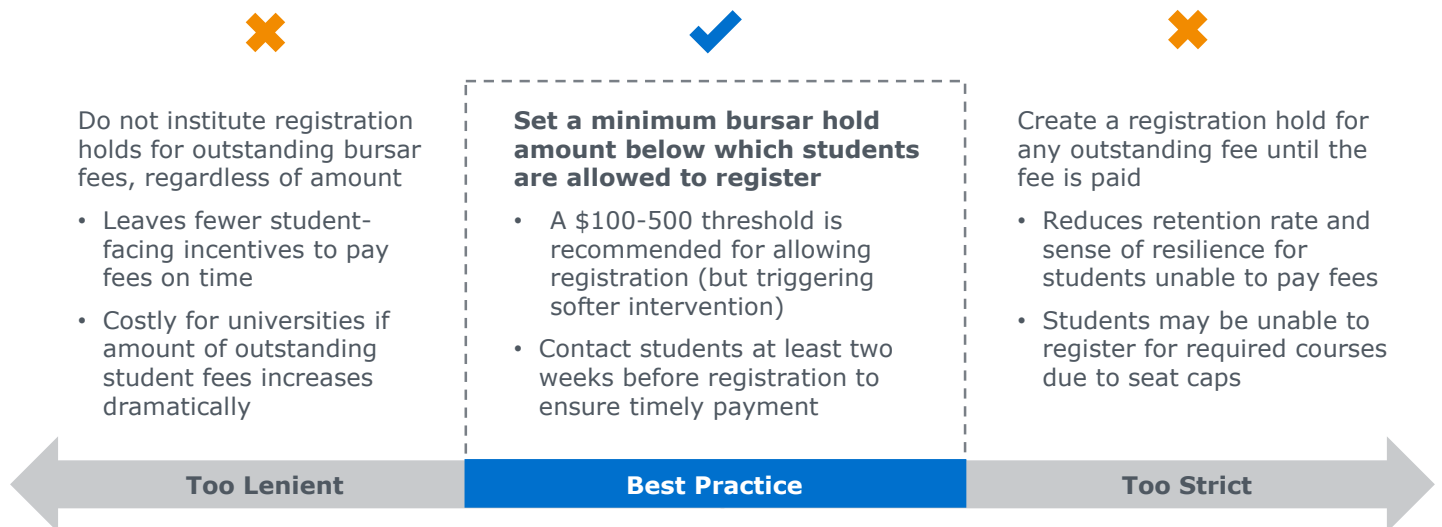 Do not institute registration
holds for outstanding bursar
fees, regardless of amount
• Leaves fewer student-
facing incentives to pay
fees on time
• Costly for universities if
amount of outstanding
student fees increases
dramatically
Set a minimum bursar hold
amount below which students
are allowed to register
• A $100-500 threshold is
recommended for allowing
registration (but triggering
softer intervention)
• Contact students at least two
weeks before registration to
ensure timely payment
Create a registration hold for
any outstanding fee until the
fee is paid
• Reduces retention rate and
sense of resilience for
students unable to pay fees
• Students may be unable to
register for required courses
due to seat caps
Too Lenient
Best Practice
Too Strict